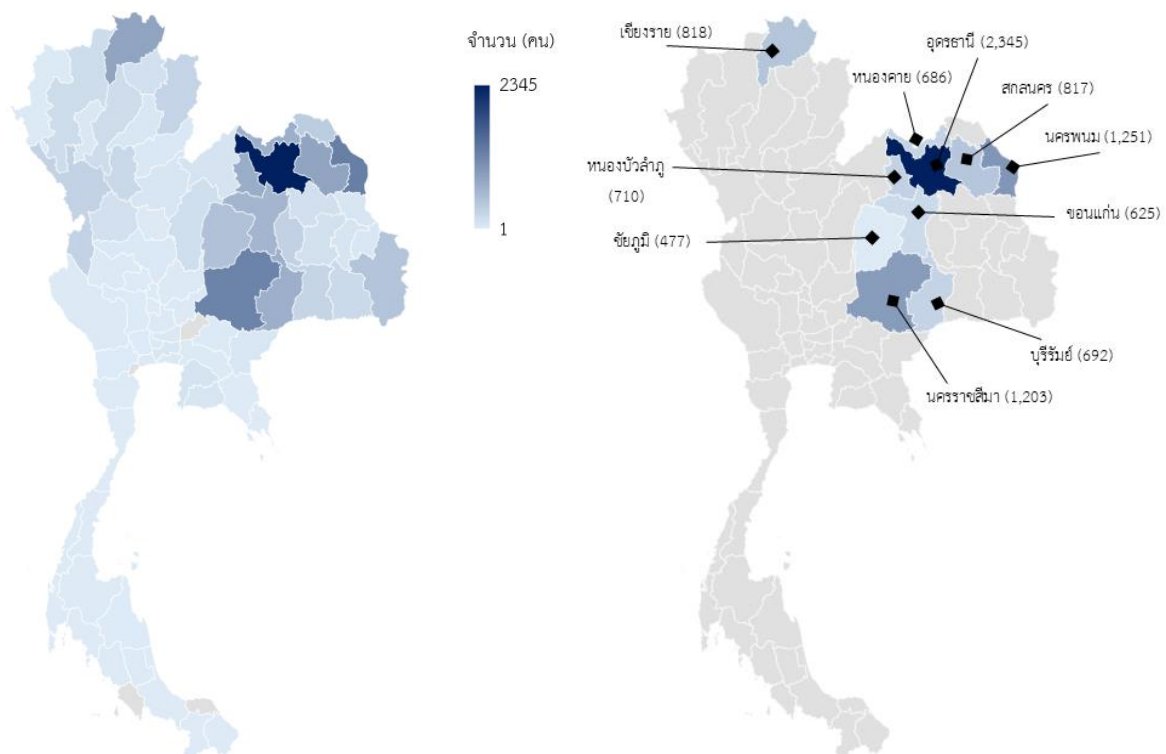 จำนวน (คน)
2345
1
เชียงราย (818)
อุดรธานี (2,345)
หนองคาย (686)
สกลนคร (817)
นครพนม (1,251)
หนองบัวลำภู
(710)
ขอนแก่น (625)
ชัยภูมิ (477)
บุรีรัมย์ (692)
นครราชสีมา (1,203)